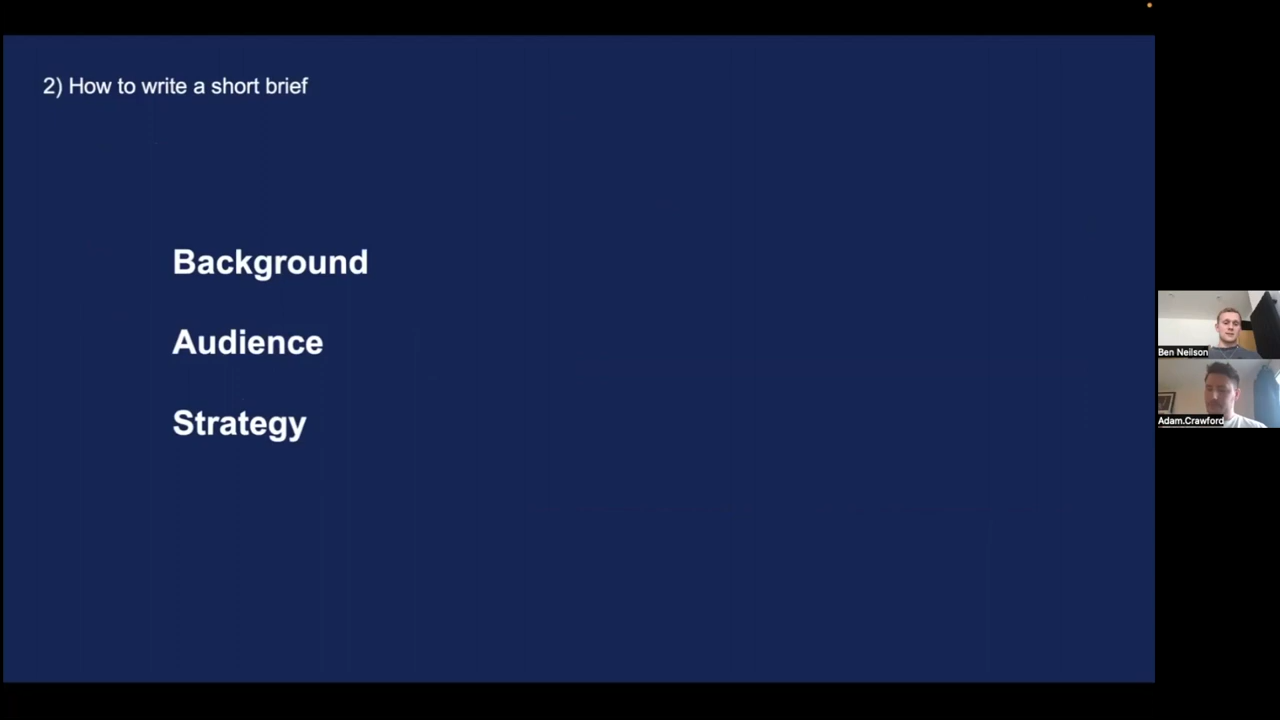 2) How to write a short brief
Background
Audience
Strategy
Ben Neilson
Adam.Crawford